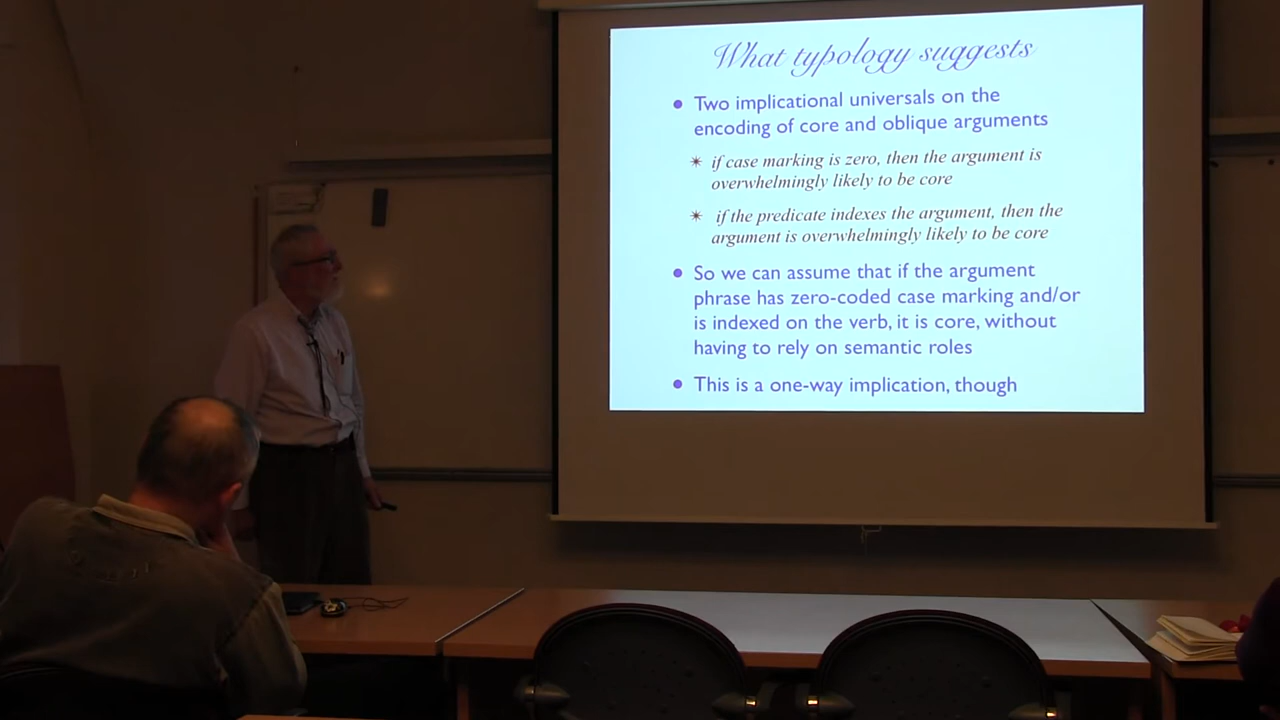 What typology suggests
• Two implicational universals on the
encoding of core and oblique arguments
✴ if case marking is zero, then the argument is
overwhelmingly likely to be core
✴ if the predicate indexes the argument, then the
argument is overwhelmingly likely to be core
• So we can assume that if the argument
phrase has zero-coded case marking and/or
is indexed on the verb, it is core, without
having to rely on semantic roles
• This is a one-way implication, though